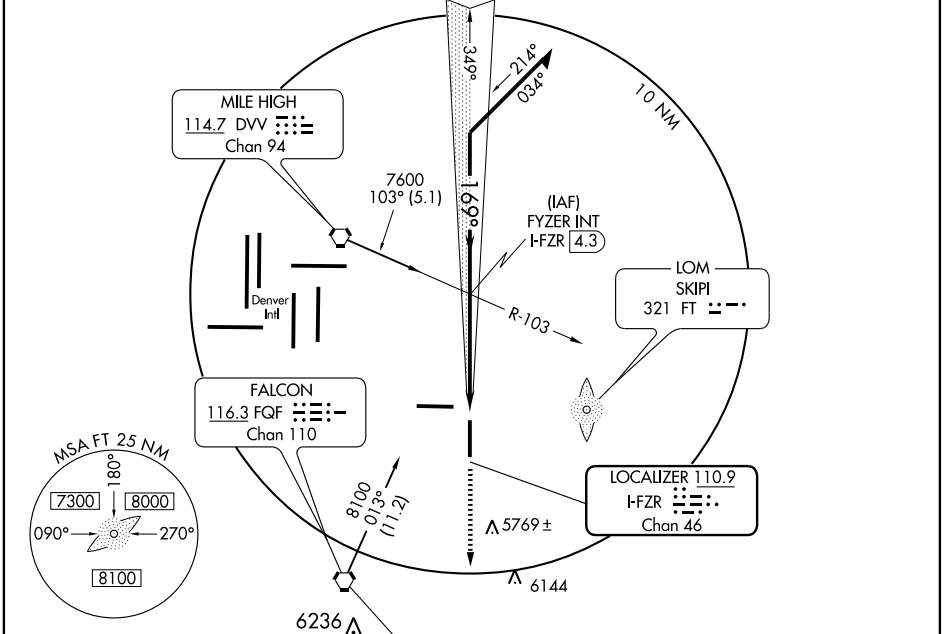 349°
214°
034°
10 NM
MILE HIGH
114.7 DVV
Chan 94
7600
103° (5.1)
169°
(IAF)
FYZER INT
I-FZR 4.3
LOM
SKIPI
321 FT
Denver
Intl
R-103
FALCON
116.3 FQF
Chan 110
MSA FT 25 NM
180°
7300
8000
090°
270°
8100
8100
013°
(11.2)
LOCALIZER 110.9
I-FZR
Chan 46
5769 ±
6144
6236